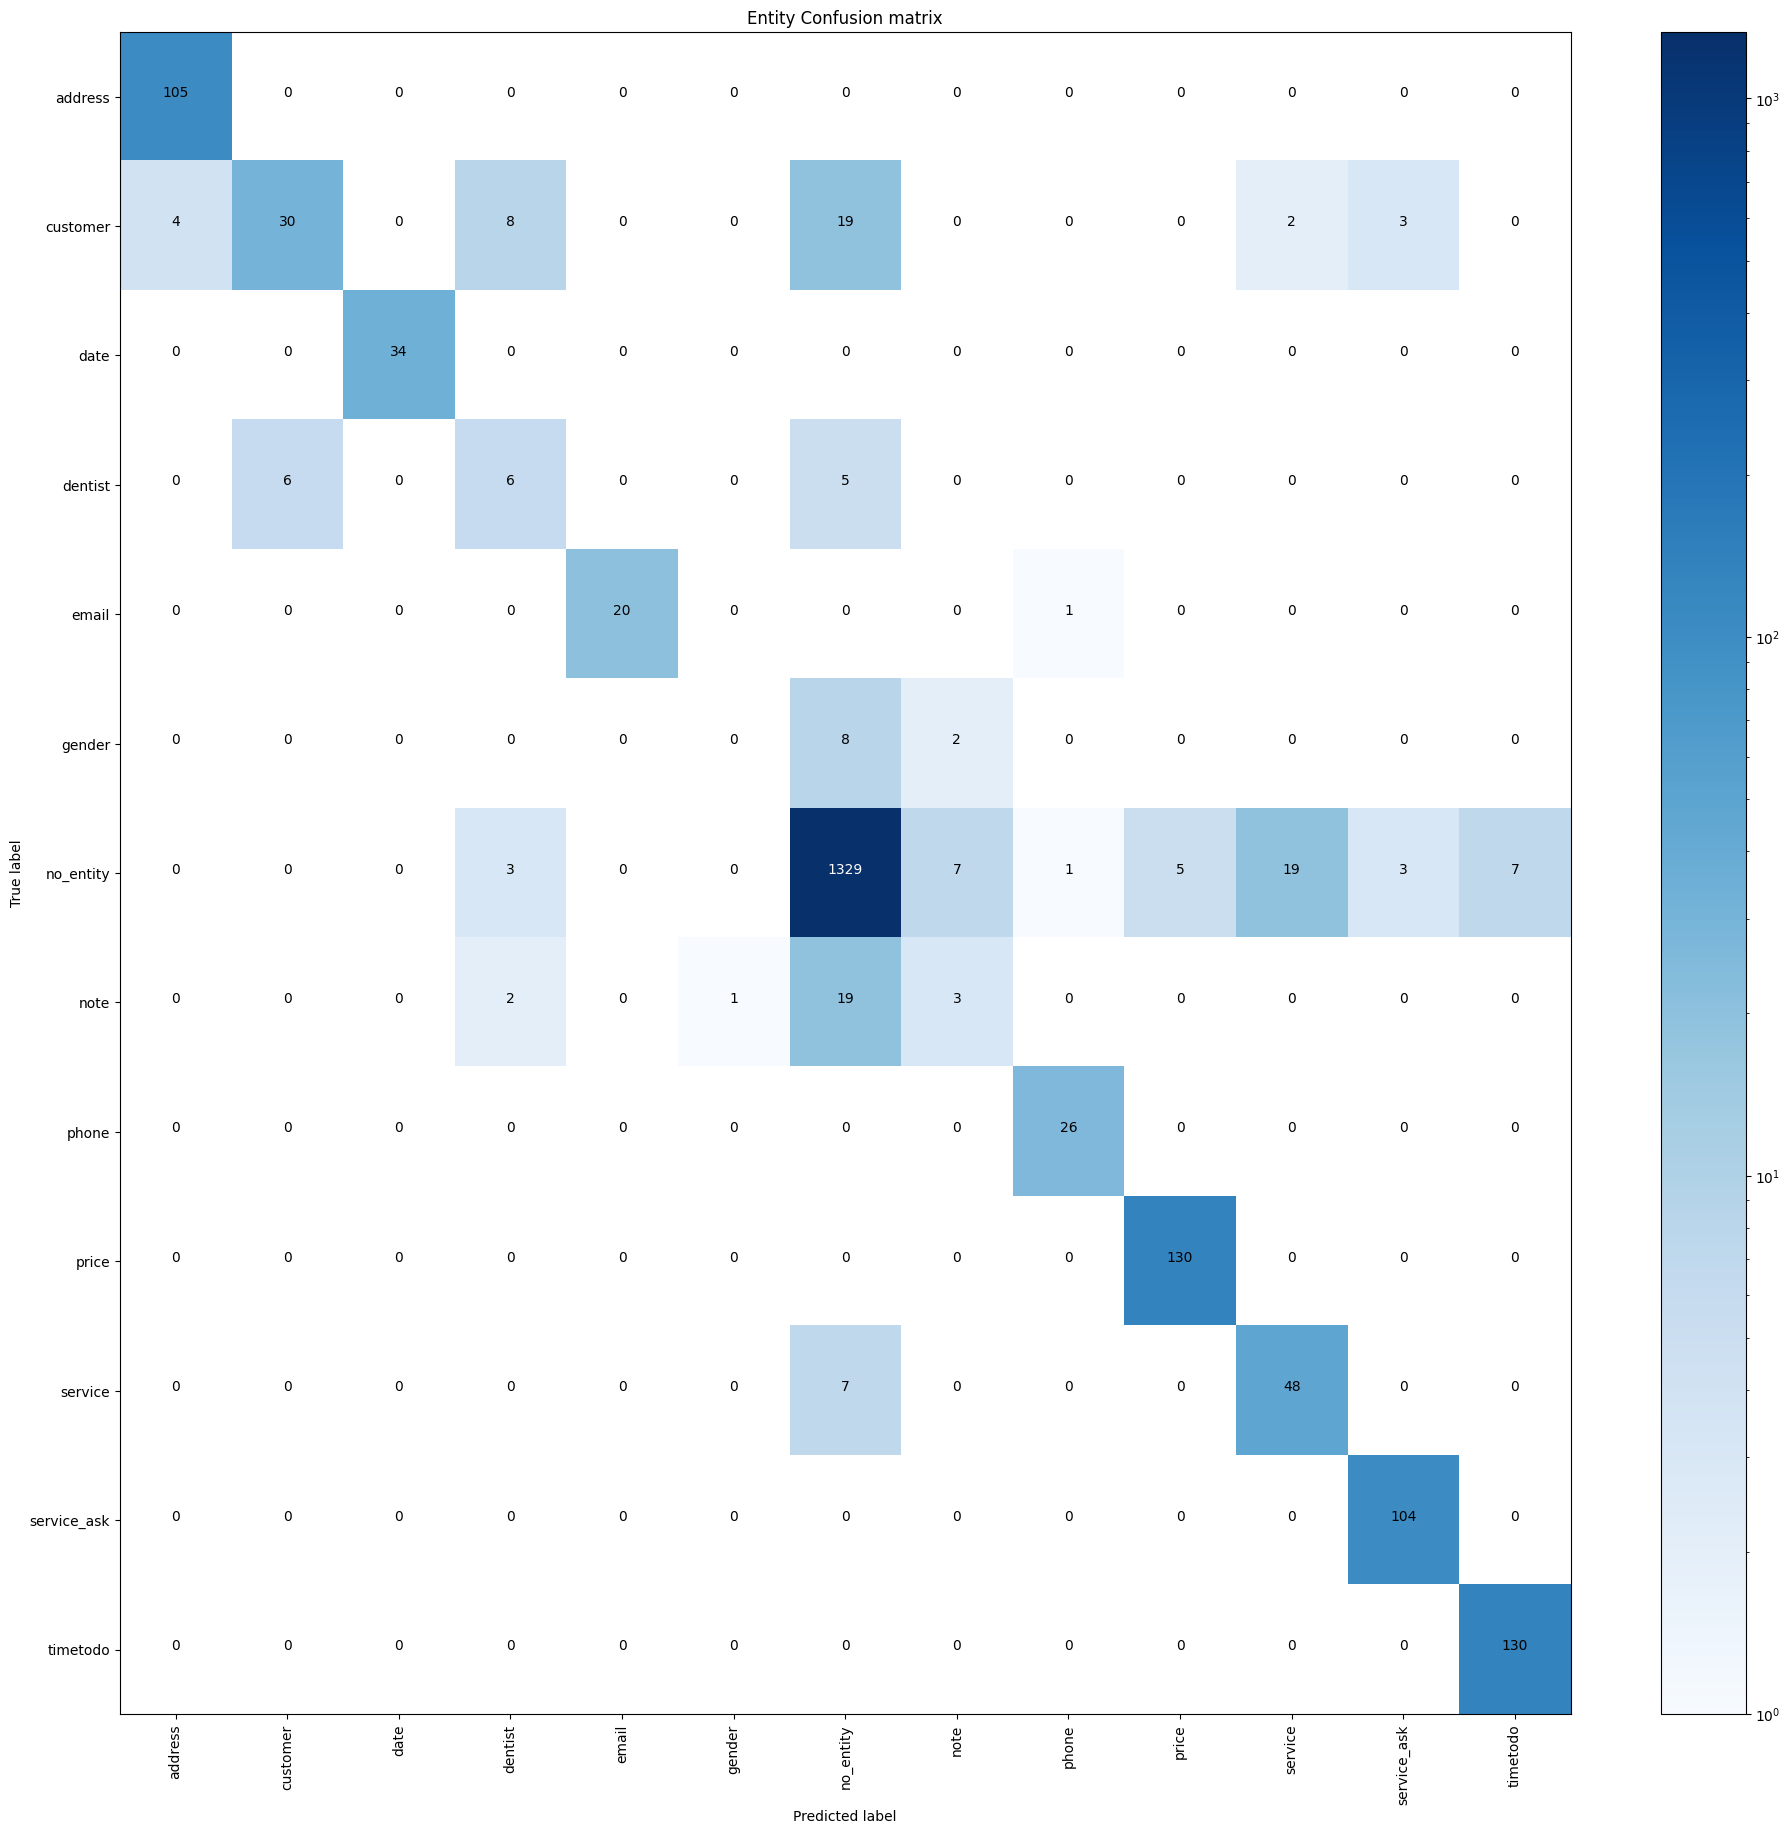 Entity Confusion matrix
address 105 0 0 0 0 0 0 0 0 0 0 0 0
customer 4 30 0 8 0 0 19 0 0 0 2 3 0
date 0 0 34 0 0 0 0 0 0 0 0 0 0
dentist 0 6 0 6 0 0 5 0 0 0 0 0 0
email 0 0 0 0 20 0 0 0 1 0 0 0 0
gender 0 0 0 0 0 0 8 2 0 0 0 0 0
no_entity 0 0 0 3 0 0 1329 7 1 5 19 3 7
note 0 0 0 2 0 1 19 3 0 0 0 0 0
phone 0 0 0 0 0 0 0 0 26 0 0 0 0
price 0 0 0 0 0 0 0 0 0 130 0 0 0
service 0 0 0 0 0 0 7 0 0 0 48 0 0
service_ask 0 0 0 0 0 0 0 0 0 0 0 104 0
timetodo 0 0 0 0 0 0 0 0 0 0 0 0 130
address customer date dentist email gender no_entity note phone price service service_ask timetodo
Predicted label
True label
10³
10²
10¹
10⁰